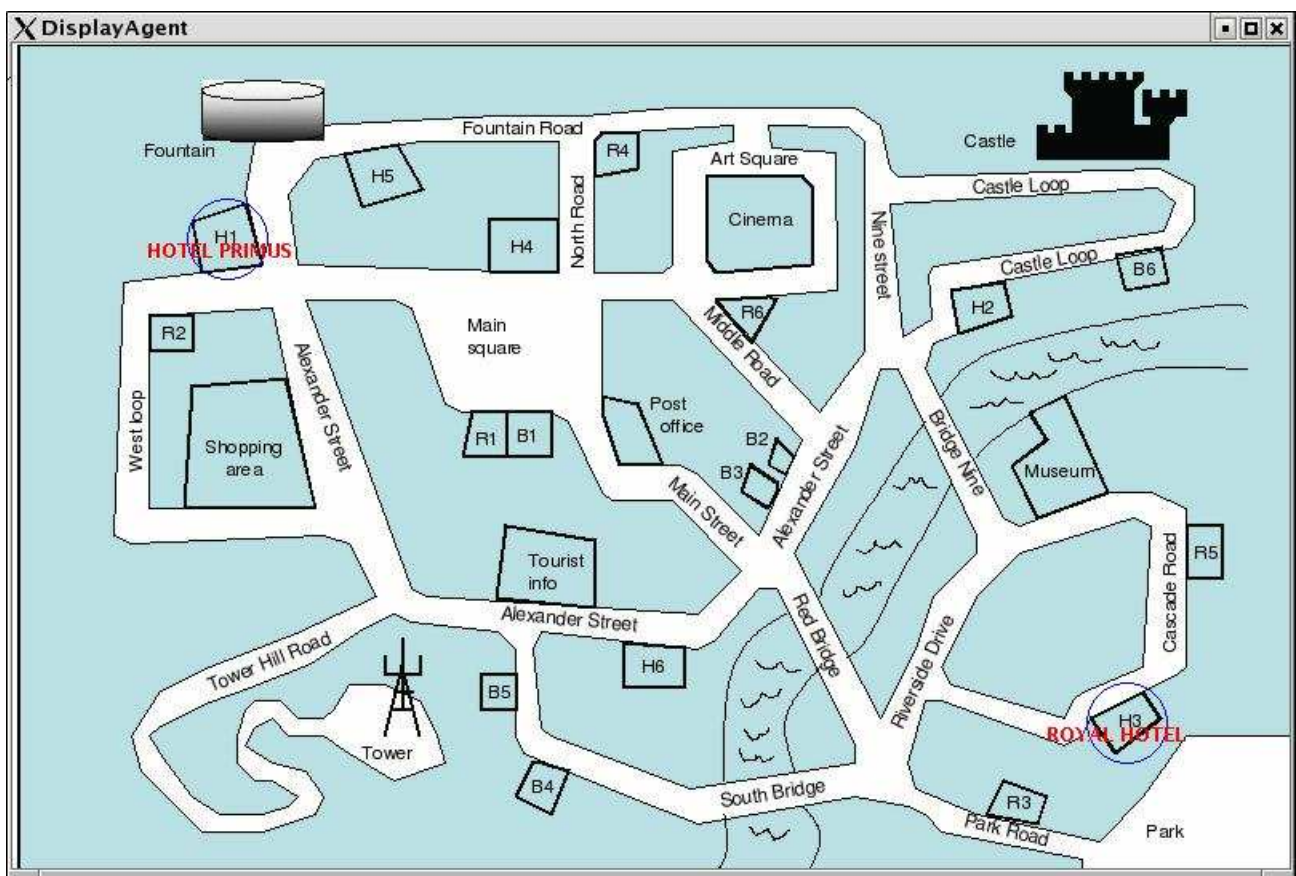 DisplayAgent
Fountain Road
Fountain
R4
Castle
Art Square
H5
Castle Loop
Cinema
North Road
Nine street
H1
HOTEL PRIMUS
H4
Castle Loop
B6
H2
R6
R2
Main
square
Middle Road
Alexander Street
West loop
Post
office
R1
B1
B2
B3
Shopping
area
Alexander Street
Bridge Nine
Museum
Main Street
R5
Tourist
info
Cascade Road
Alexander Street
Red Bridge
Riverside Drive
Tower Hill Road
H6
B5
H3
ROYAL HOTEL
Tower
B4
South Bridge
R3
Park Road
Park